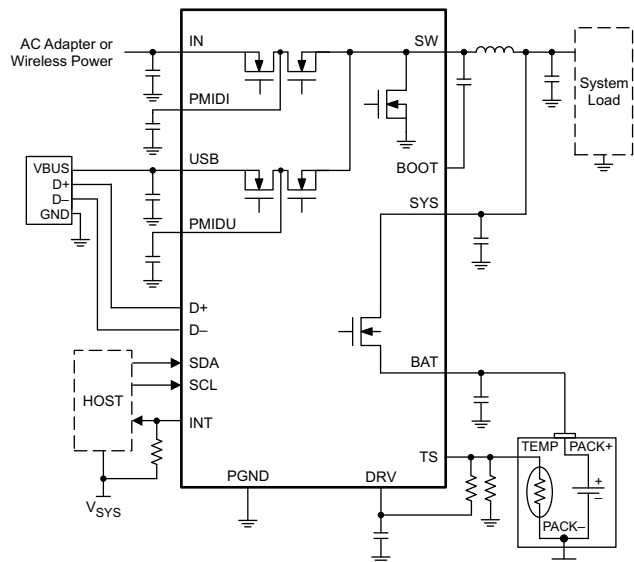 AC Adapter or
Wireless Power
IN
SW
System
Load
PMIDI
BOOT
VBUS
D+
D–
GND
USB
SYS
PMIDU
D+
D–
HOST
SDA
SCL
INT
BAT
TS
TEMP
PACK+
+
–
PACK–
VSYS
PGND
DRV